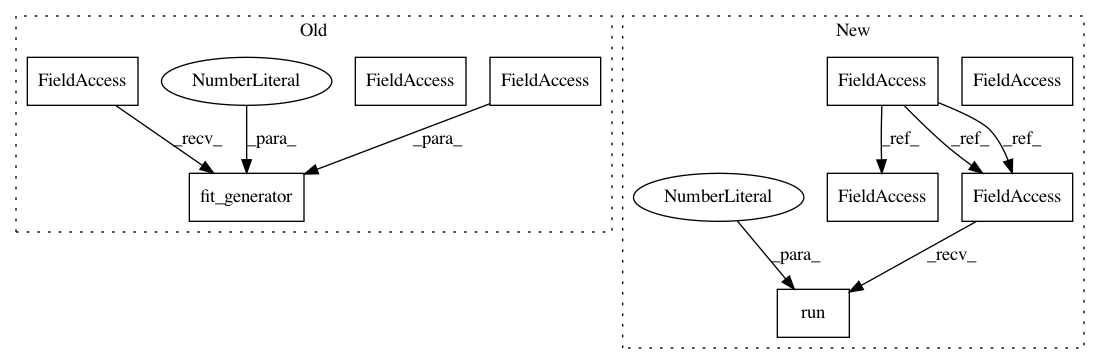 Old
New
FieldAccess
NumberLiteral
FieldAccess
FieldAccess
FieldAccess
FieldAccess
_recv_
_para_
_para_
_ref_
_ref_
_ref_
fit_generator
NumberLiteral
FieldAccess
FieldAccess
_para_
_recv_
run